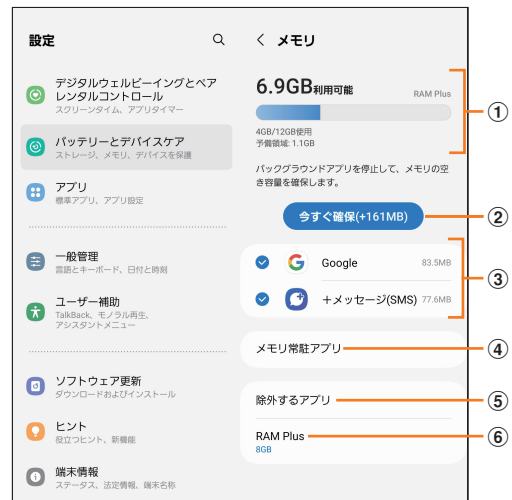 設定
デジタルウェルビーイングとペア
レンタルコントロール
スクリーンタイム、アプリタイマー
バッテリーとデバイスケア
ストレージ、メモリ、デバイスを保護
アプリ
標準アプリ、アプリ設定
一般管理
言語とキーボード、日付と時刻
ユーザー補助
TalkBack、モノラル再生、
アシスタントメニュー
ソフトウェア更新
ダウンロードおよびインストール
ヒント
役立つヒント、新機能
端末情報
ステータス、法定情報、端末名称
メモリ
6.9GB利用可能
RAM Plus
①
4GB/12GB使用
予備領域: 1.1GB
バックグラウンドアプリを停止して、メモリの空
き容量を確保します。
今すぐ確保(+161MB)
②
Google 83.5MB
③
+メッセージ(SMS) 77.6MB
メモリ常駐アプリ
④
除外するアプリ
⑤
RAM Plus
⑥
8GB